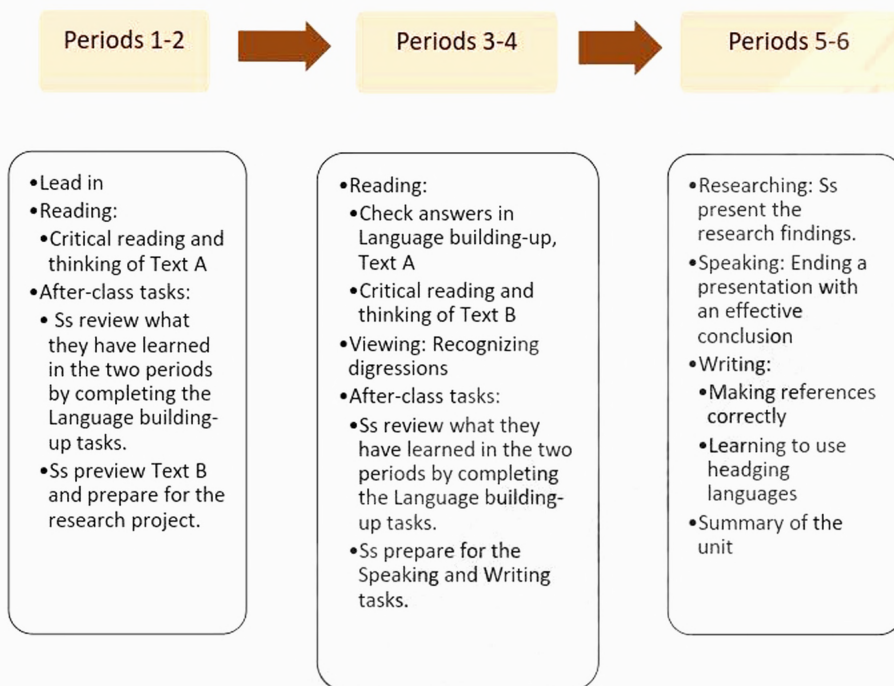 Periods 1-2
Periods 3-4
Periods 5-6
•Lead in
•Reading:
•Critical reading and
thinking of Text A
•After-class tasks:
• Ss review what
they have learned
in the two periods
by completing the
Language building-
up tasks.
•Ss preview Text B
and prepare for the
research project.
•Reading:
•Check answers in
Language building-up,
Text A
•Critical reading and
thinking of Text B
•Viewing: Recognizing
digressions
•After-class tasks:
•Ss review what they
have learned in the two
periods by completing
the Language building-
up tasks.
•Ss prepare for the
Speaking and Writing
tasks.
•Researching: Ss
present the
research findings.
•Speaking: Ending a
presentation with
an effective
conclusion
•Writing:
•Making references
correctly
•Learning to use
headging
languages
•Summary of the
unit